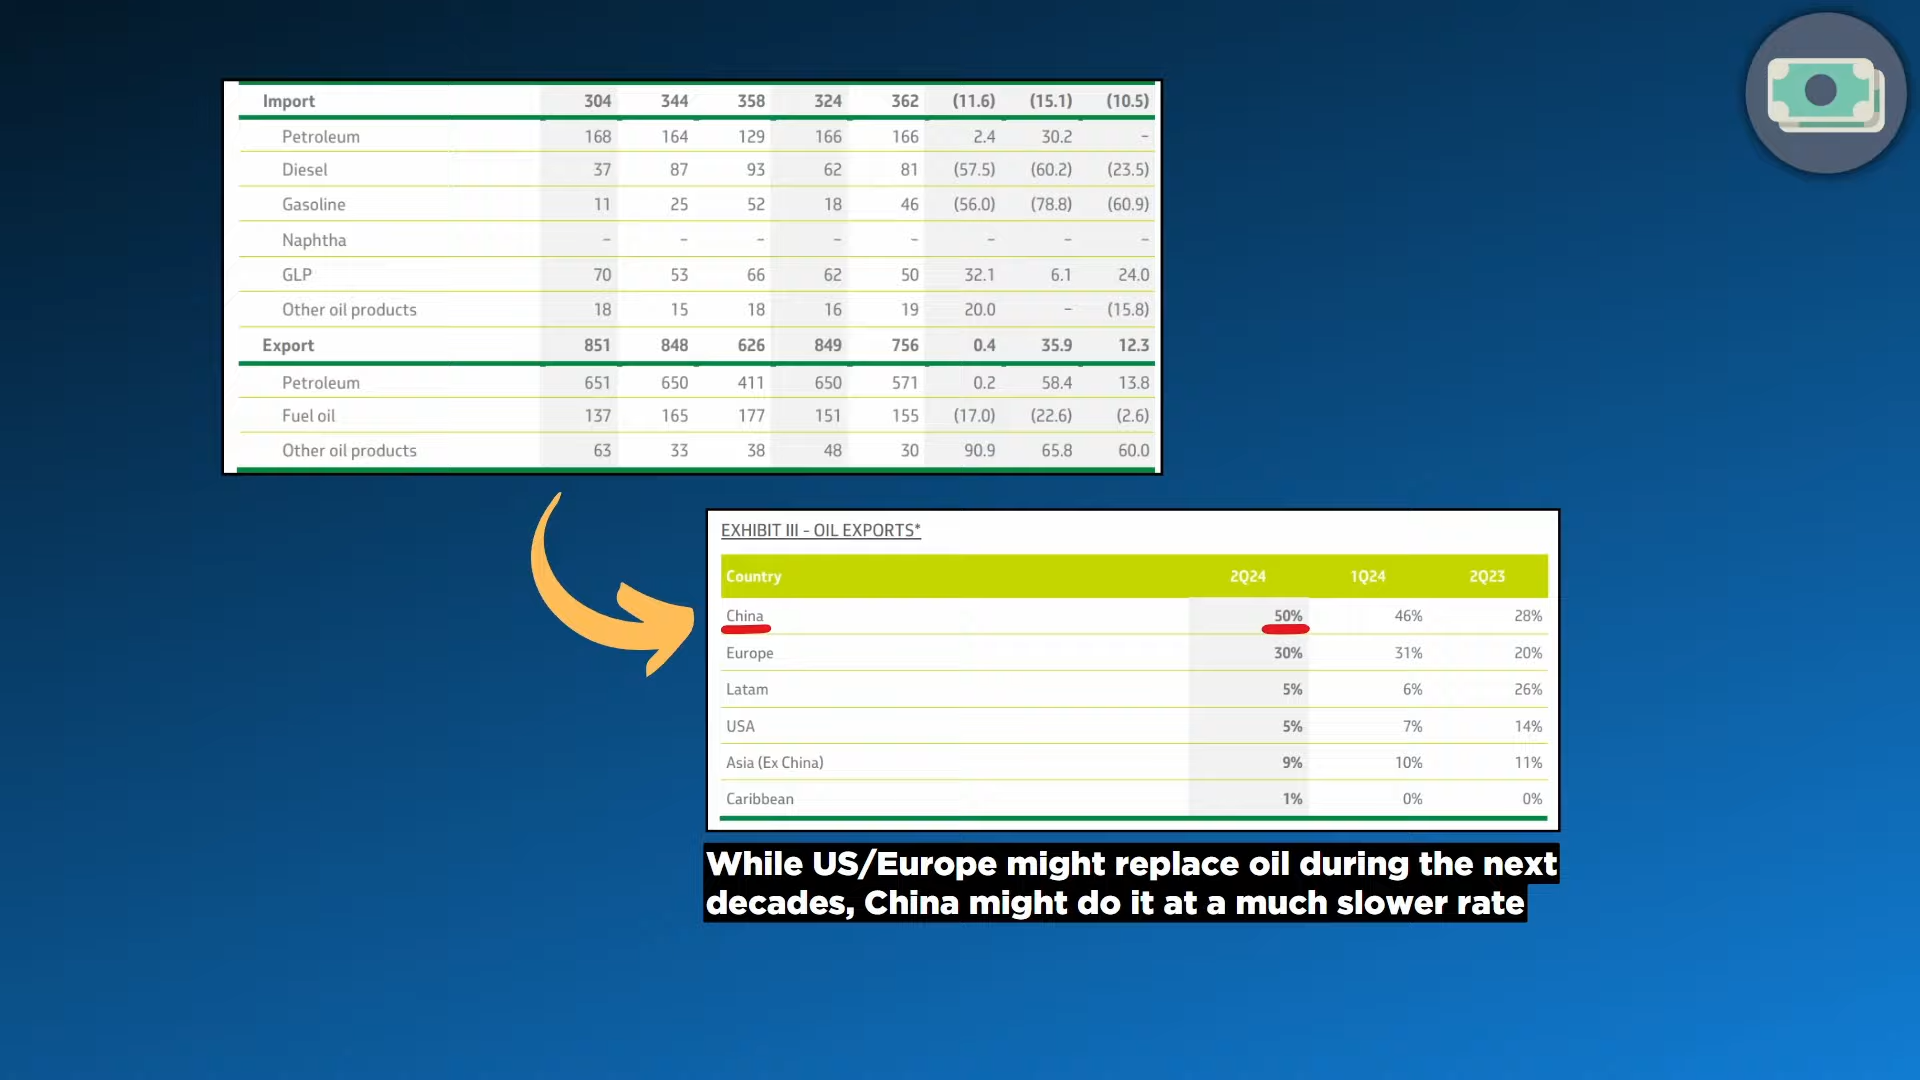 Import 304 344 358 324 362 (11.6) (15.1) (10.5)
Petroleum 168 164 129 166 166 2.4 30.2 –
Diesel 37 87 93 62 81 (57.5) (60.2) (23.5)
Gasoline 11 25 52 18 46 (56.0) (78.8) (60.9)
Naphtha – – – – – – – –
GLP 70 53 66 62 50 32.1 6.1 24.0
Other oil products 18 15 18 16 19 20.0 – (15.8)
Export 851 848 626 849 756 0.4 35.9 12.3
Petroleum 651 650 411 650 571 0.2 58.4 13.8
Fuel oil 137 165 177 151 155 (17.0) (22.6) (2.6)
Other oil products 63 33 38 48 30 90.9 65.8 60.0
EXHIBIT III - OIL EXPORTS*
Country 2Q24 1Q24 2Q23
China 50% 46% 28%
Europe 30% 31% 20%
Latam 5% 6% 26%
USA 5% 7% 14%
Asia (Ex China) 9% 10% 11%
Caribbean 1% 0% 0%
While US/Europe might replace oil during the next
decades, China might do it at a much slower rate